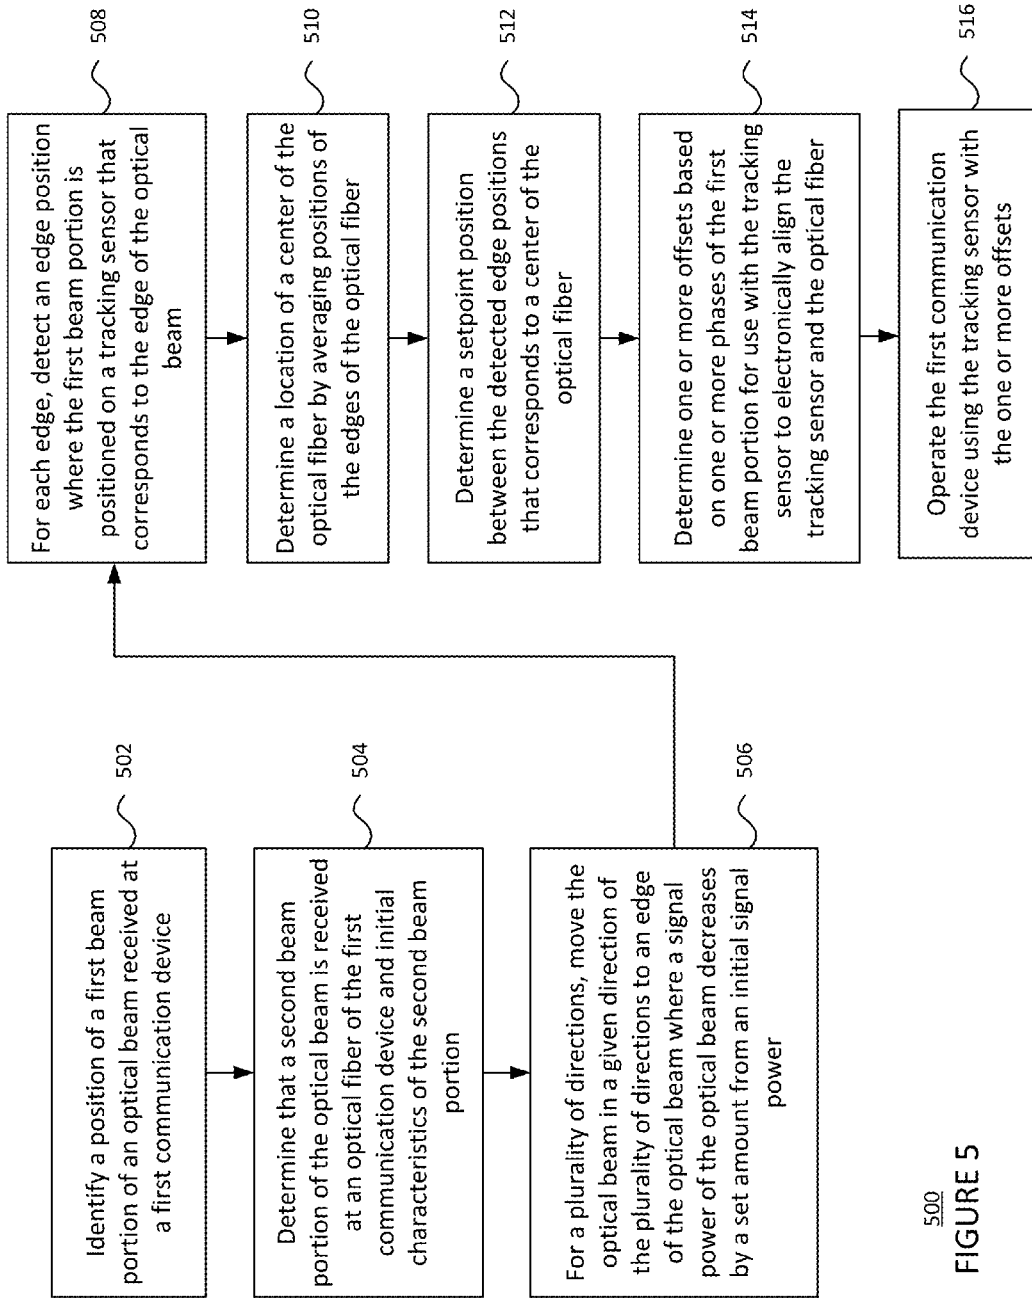 Identify a position of a first beam
portion of an optical beam received at
a first communication device
502
Determine that a second beam
portion of the optical beam is received
at an optical fiber of the first
communication device and initial
characteristics of the second beam
portion
504
For a plurality of directions, move the
optical beam in a given direction of
the plurality of directions to an edge
of the optical beam where a signal
power of the optical beam decreases
by a set amount from an initial signal
power
506
For each edge, detect an edge position
where the first beam portion is
positioned on a tracking sensor that
corresponds to the edge of the optical
beam
508
Determine a location of a center of the
optical fiber by averaging positions of
the edges of the optical fiber
510
Determine a setpoint position
between the detected edge positions
that corresponds to a center of the
optical fiber
512
Determine one or more offsets based
on one or more phases of the first
beam portion for use with the tracking
sensor to electronically align the
tracking sensor and the optical fiber
514
Operate the first communication
device using the tracking sensor with
the one or more offsets
516
500
FIGURE 5